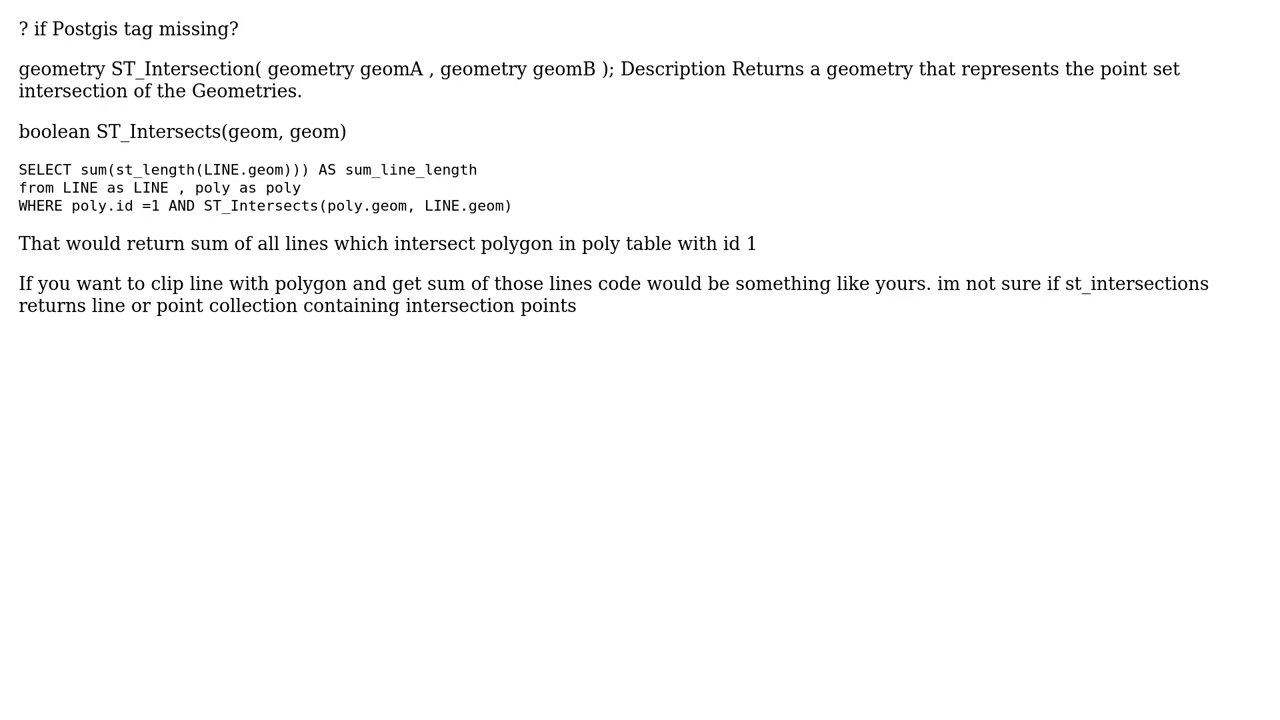 ? if Postgis tag missing?
geometry ST_Intersection( geometry geomA , geometry geomB ); Description Returns a geometry that represents the point set
intersection of the Geometries.
boolean ST_Intersects(geom, geom)
SELECT sum(st_length(LINE.geom))) AS sum_line_length
from LINE as LINE , poly as poly
WHERE poly.id =1 AND ST_Intersects(poly.geom, LINE.geom)
That would return sum of all lines which intersect polygon in poly table with id 1
If you want to clip line with polygon and get sum of those lines code would be something like yours. im not sure if st_intersections
returns line or point collection containing intersection points